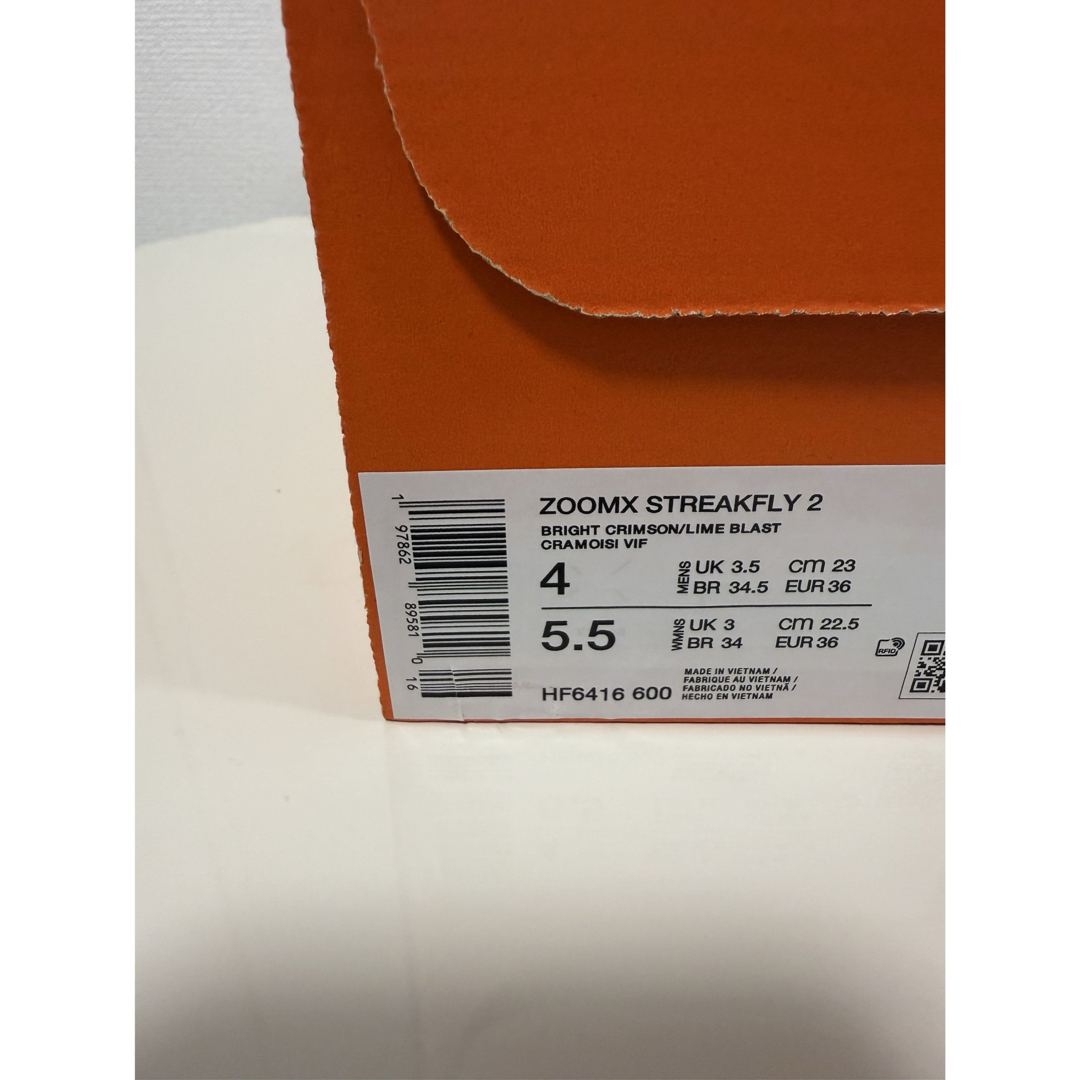 1 97862 89581 0 16
ZOOMX STREAKFLY 2
BRIGHT CRIMSON/LIME BLAST
CRAMOISI VIF
4 MENS UK 3.5 cm 23
BR 34.5 EUR 36
5.5 WMNS UK 3 cm 22.5
BR 34 EUR 36
RFID
HF6416 600
MADE IN VIETNAM /
FABRIQUE AU VIETNAM /
FABRICADO NO VIETNÃ /
HECHO EN VIETNAM